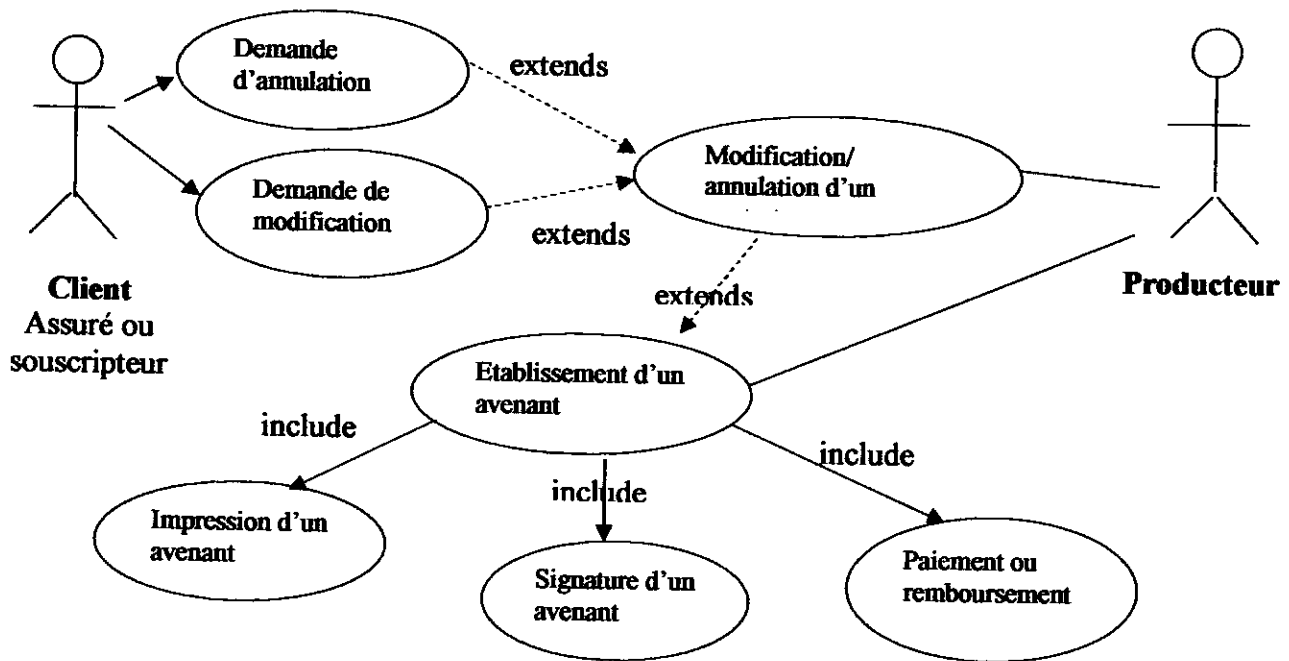 Demande
d'annulation
extends
Modification/
annulation d'un
Demande de
modification
extends
Client
Assuré ou
souscripteur
Producteur
extends
Etablissement d'un
avenant
include
include
include
Impression d'un
avenant
Signature d'un
avenant
Paiement ou
remboursement